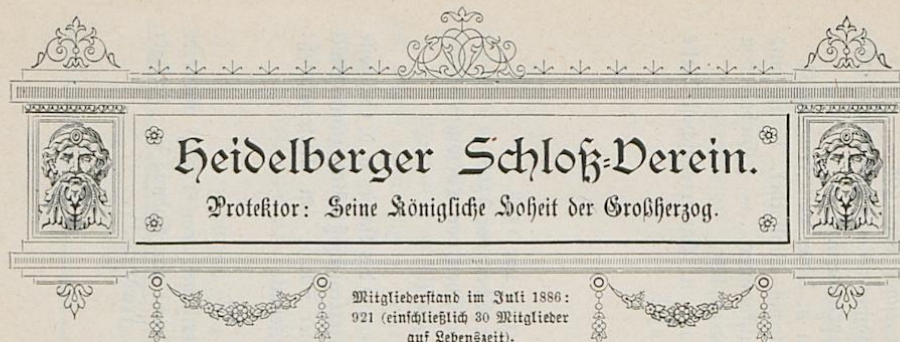 Heidelberger Schloß-Verein.
Protektor: Seine Königliche Hoheit der Großherzog.
Mitgliederstand im Juli 1886:
921 (einschließlich 30 Mitglieder
auf Lebenszeit).